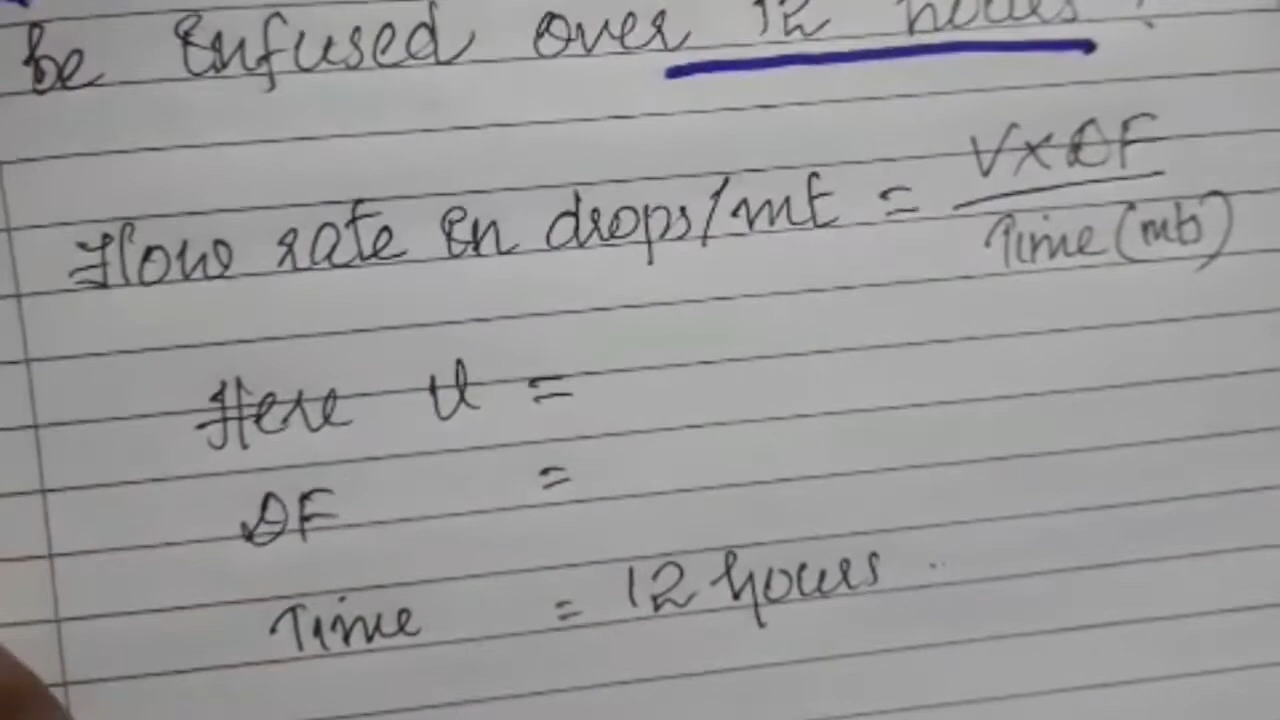 be infused over 12 hours ?
Flow rate in drops/mt = V×DF / Time (mt)
Here V =
DF =
Time = 12 hours